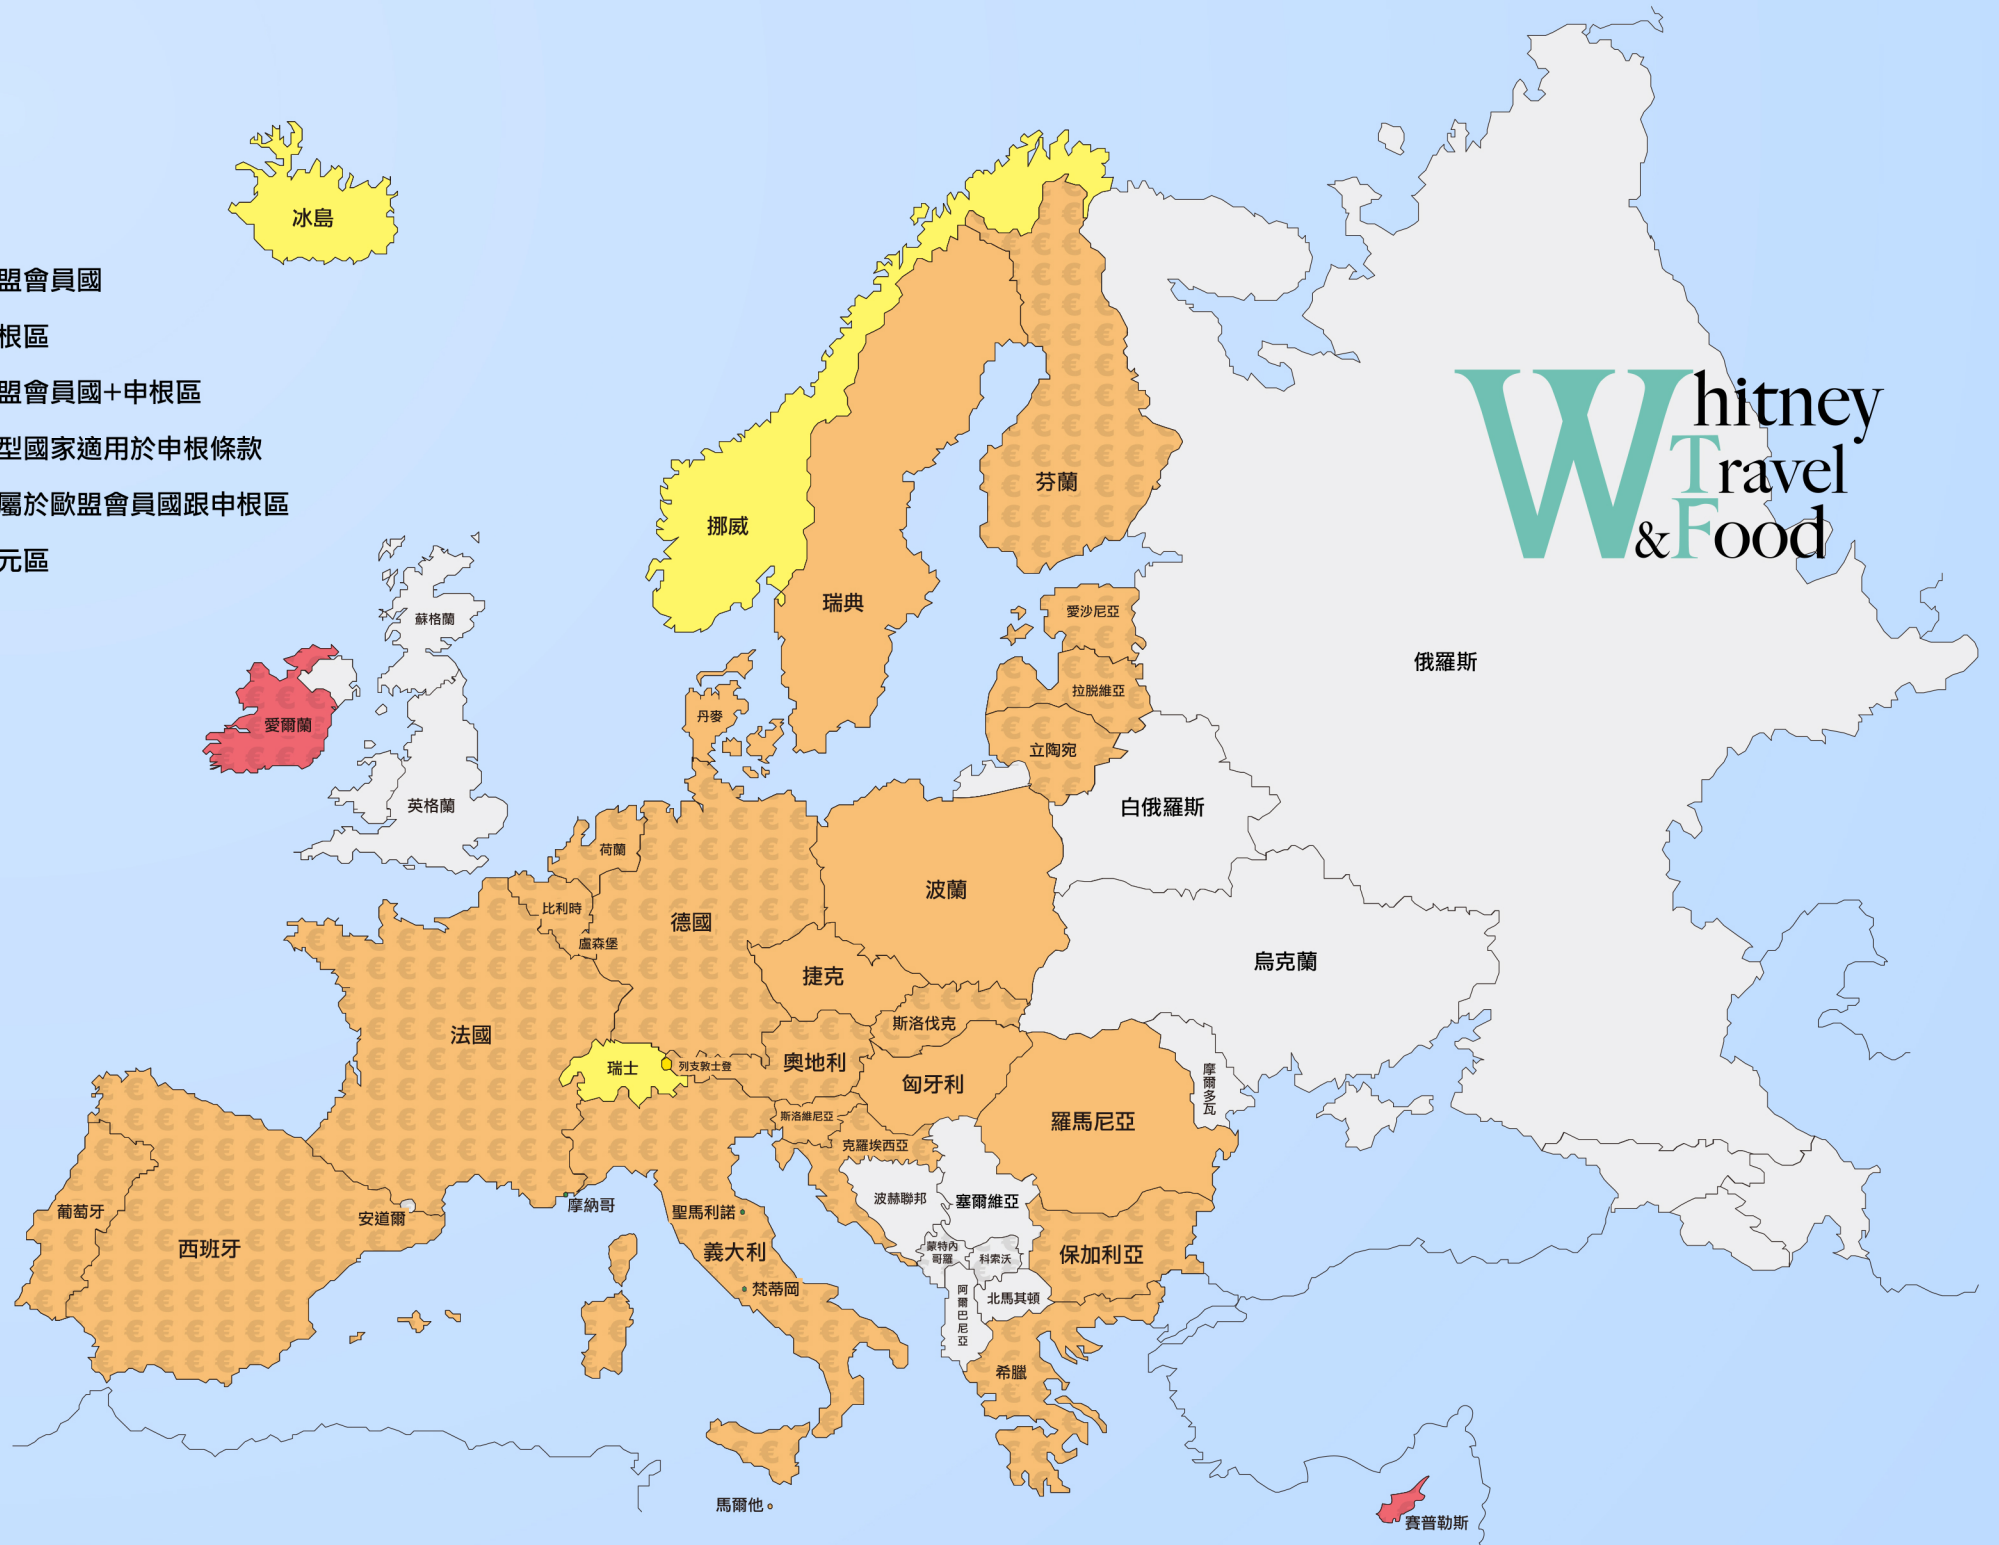 冰島
盟會員國
根區
盟會員國+申根區
型國家適用於申根條款
屬於歐盟會員國跟申根區
元區
Whitney
Travel
&Food
芬蘭
挪威
瑞典
蘇格蘭
愛沙尼亞
俄羅斯
拉脱維亞
愛爾蘭
丹麥
立陶宛
英格蘭
白俄羅斯
荷蘭
波蘭
比利時
德國
盧森堡
烏克蘭
捷克
斯洛伐克
法國
奧地利
瑞士
列支敦士登
匈牙利
摩爾多瓦
斯洛維尼亞
羅馬尼亞
克羅埃西亞
波赫聯邦
塞爾維亞
摩納哥
葡萄牙
安道爾
聖馬利諾
西班牙
義大利
蒙特內
哥羅
科索沃
保加利亞
梵蒂岡
阿爾巴尼亞
北馬其頓
希臘
馬爾他
賽普勒斯